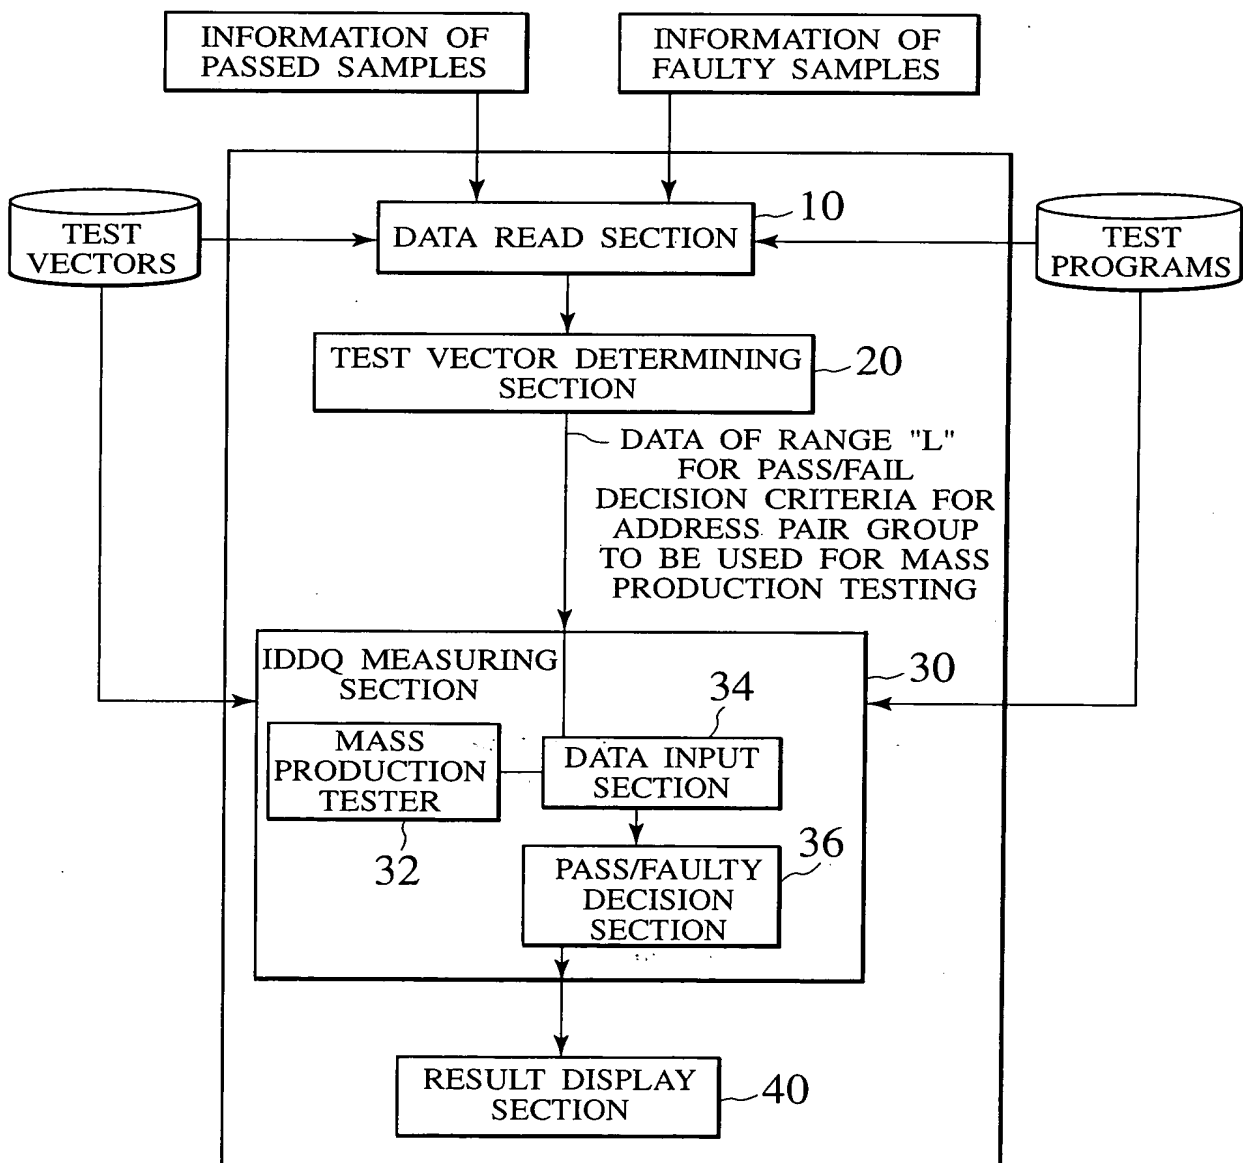 INFORMATION OF
PASSED SAMPLES
INFORMATION OF
FAULTY SAMPLES
TEST
VECTORS
DATA READ SECTION
10
TEST
PROGRAMS
TEST VECTOR DETERMINING
SECTION
20
DATA OF RANGE "L"
FOR PASS/FAIL
DECISION CRITERIA FOR
ADDRESS PAIR GROUP
TO BE USED FOR MASS
PRODUCTION TESTING
IDDQ MEASURING
SECTION
30
34
MASS
PRODUCTION
TESTER
32
DATA INPUT
SECTION
36
PASS/FAULTY
DECISION
SECTION
RESULT DISPLAY
SECTION
40